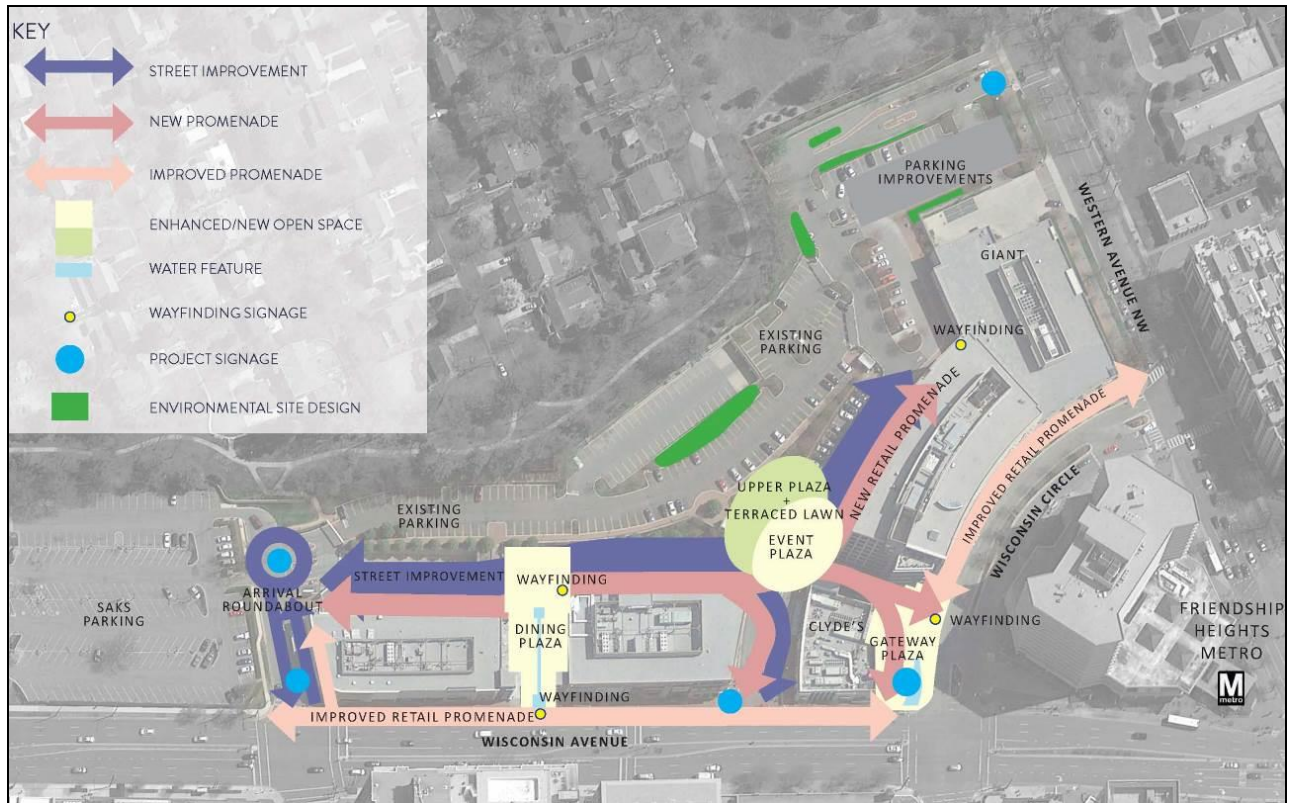 KEY
STREET IMPROVEMENT
NEW PROMENADE
IMPROVED PROMENADE
ENHANCED/NEW OPEN SPACE
WATER FEATURE
WAYFINDING SIGNAGE
PROJECT SIGNAGE
ENVIRONMENTAL SITE DESIGN
PARKING
IMPROVEMENTS
WESTERN AVENUE NW
GIANT
WAYFINDING
EXISTING
PARKING
NEW RETAIL PROMENADE
IMPROVED RETAIL PROMENADE
WISCONSIN CIRCLE
UPPER PLAZA
+
TERRACED LAWN
EVENT PLAZA
EXISTING
PARKING
STREET IMPROVEMENT
WAYFINDING
ARRIVAL
ROUNDABOUT
SAKS
PARKING
DINING
PLAZA
CLYDE'S
GATEWAY
PLAZA
WAYFINDING
FRIENDSHIP
HEIGHTS
METRO
M
metro
WAYFINDING
IMPROVED RETAIL PROMENADE
WISCONSIN AVENUE